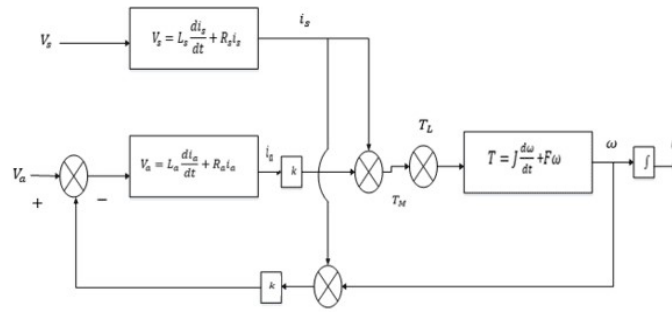 i_s
V_s
V_s = L_s di_s/dt + R_s i_s
T_L
ω
V_a
V_a = L_a di_a/dt + R_a i_a
i_a
k
T = J dω/dt + Fω
∫
+
−
T_M
k